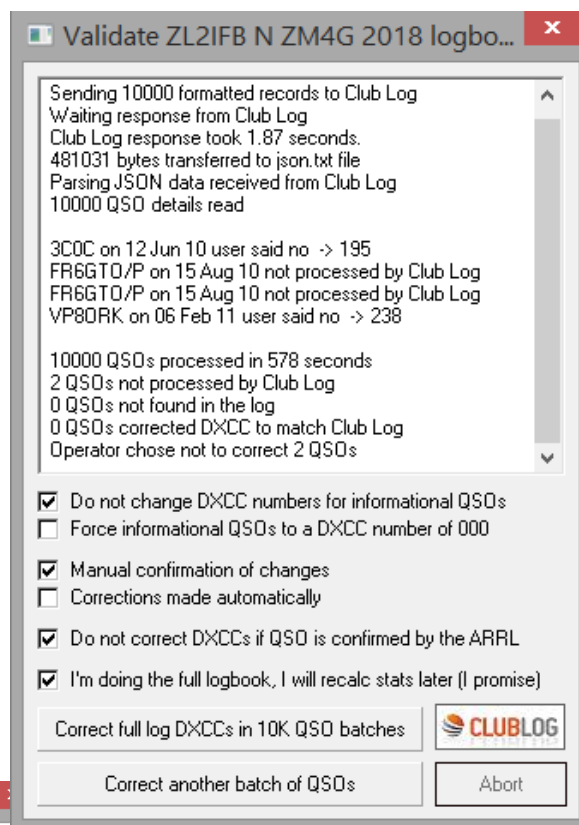 Validate ZL2IFB N ZM4G 2018 logbo...
Sending 10000 formatted records to Club Log
Waiting response from Club Log
Club Log response took 1.87 seconds.
481031 bytes transferred to json.txt file
Parsing JSON data received from Club Log
10000 QSO details read
3C0C on 12 Jun 10 user said no -> 195
FR6GTO/P on 15 Aug 10 not processed by Club Log
FR6GTO/P on 15 Aug 10 not processed by Club Log
VP8ORK on 06 Feb 11 user said no -> 238
10000 QSOs processed in 578 seconds
2 QSOs not processed by Club Log
0 QSOs not found in the log
0 QSOs corrected DXCC to match Club Log
Operator chose not to correct 2 QSOs
Do not change DXCC numbers for informational QSOs
Force informational QSOs to a DXCC number of 000
Manual confirmation of changes
Corrections made automatically
Do not correct DXCCs if QSO is confirmed by the ARRL
I'm doing the full logbook, I will recalc stats later (I promise)
Correct full log DXCCs in 10K QSO batches
CLUBLOG
Correct another batch of QSOs
Abort